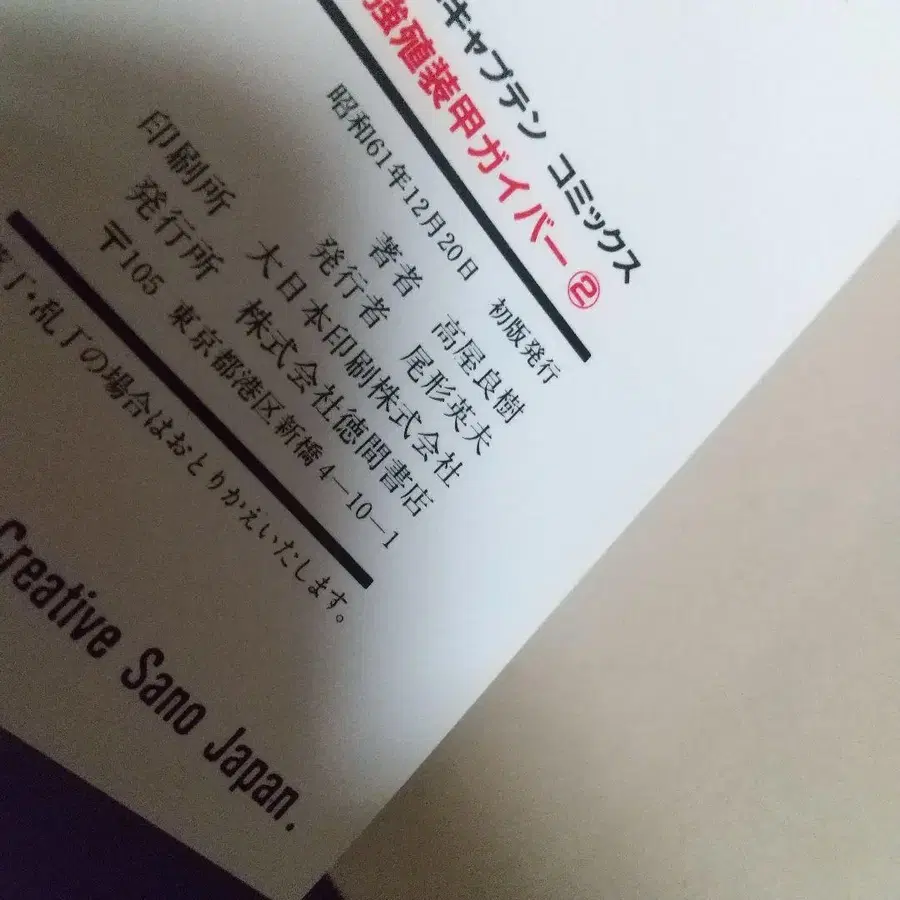 キャプテン コミックス
強殖装甲ガイバー②
昭和61年12月20日 初版発行
著者 高屋良樹
発行者 尾形英夫
印刷所 大日本印刷株式会社
発行所 株式会社徳間書店
〒105 東京都港区新橋4−10−1
丁・乱丁の場合はおとりかえいたします。
Creative Sano Japan.